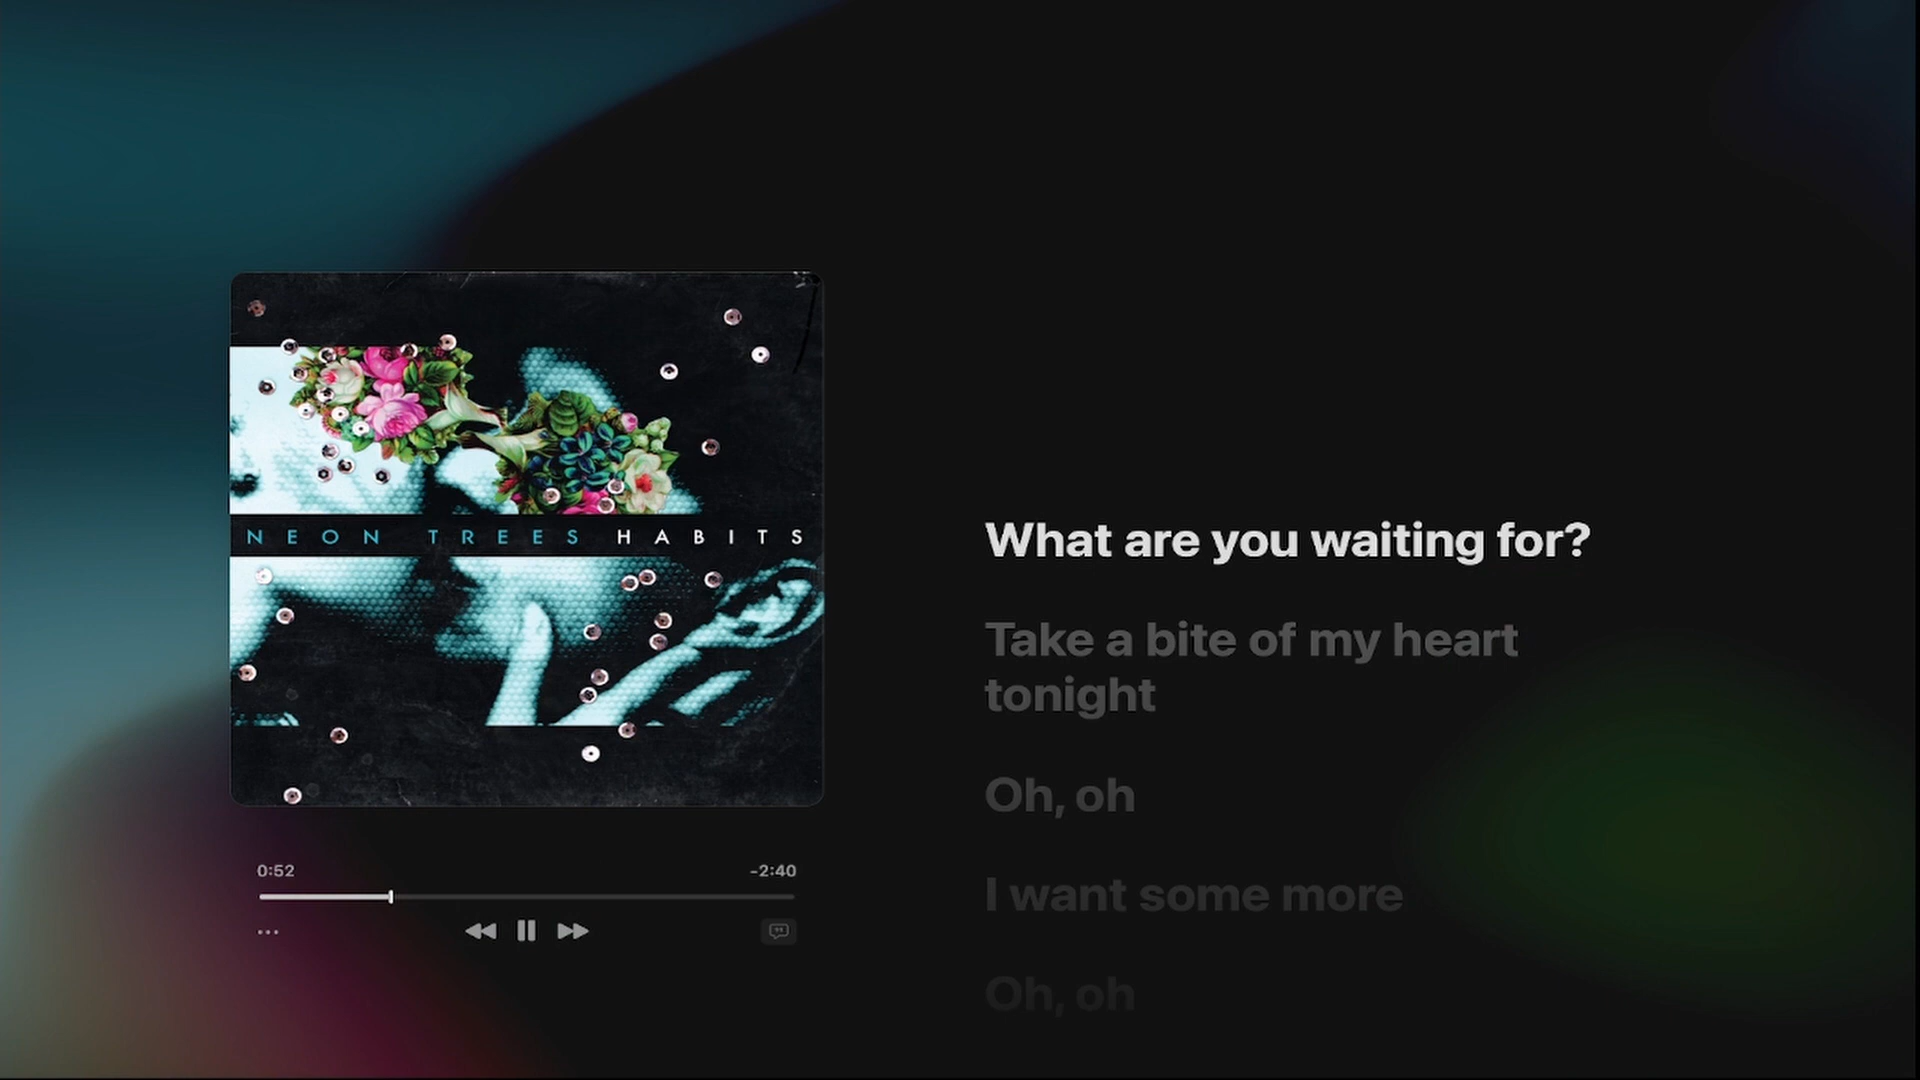 NEON TREES HABITS
0:52
-2:40
What are you waiting for?
Take a bite of my heart
tonight
Oh, oh
I want some more
Oh, oh